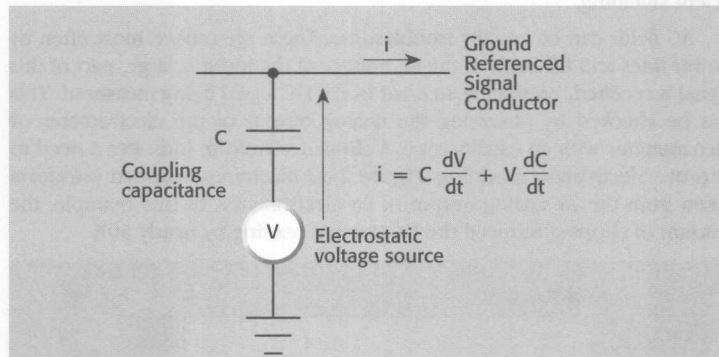 i
Ground
Referenced
Signal
Conductor
C
Coupling
capacitance
i = C dV/dt + V dC/dt
V
Electrostatic
voltage source